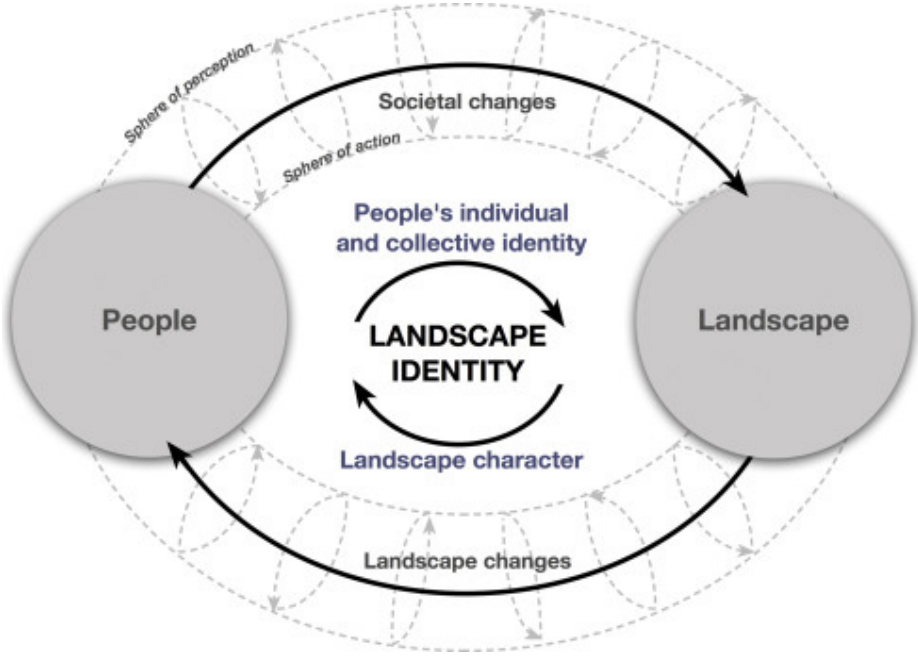 Sphere of perception
Societal changes
Sphere of action
People's individual
and collective identity
People
LANDSCAPE
IDENTITY
Landscape
Landscape character
Landscape changes